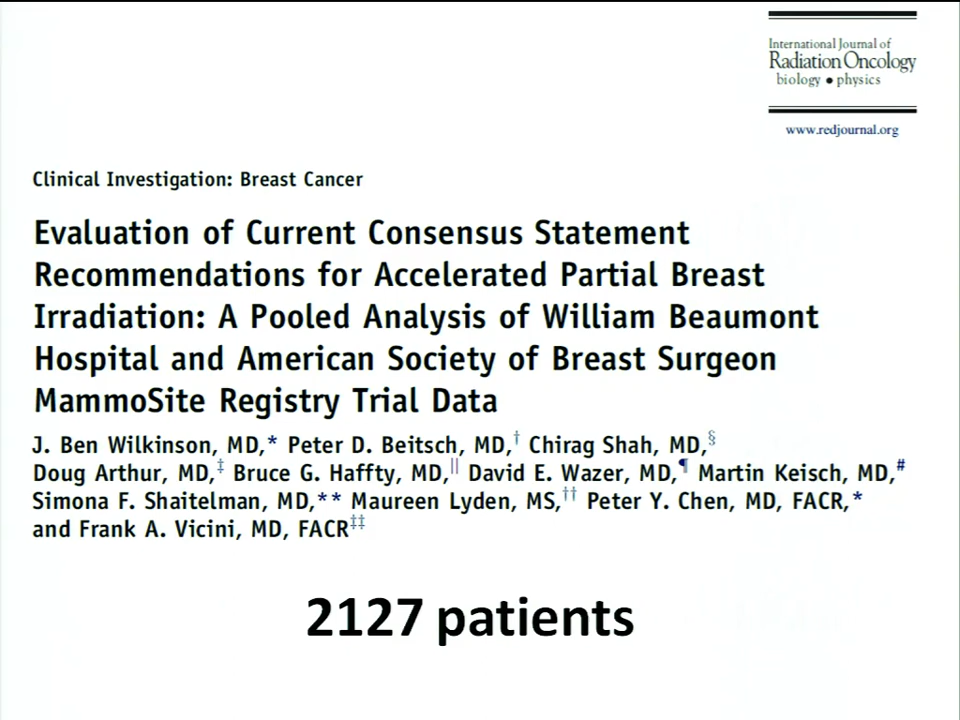 International Journal of
Radiation Oncology
biology • physics
www.redjournal.org
Clinical Investigation: Breast Cancer
Evaluation of Current Consensus Statement
Recommendations for Accelerated Partial Breast
Irradiation: A Pooled Analysis of William Beaumont
Hospital and American Society of Breast Surgeon
MammoSite Registry Trial Data
J. Ben Wilkinson, MD,* Peter D. Beitsch, MD,† Chirag Shah, MD,§
Doug Arthur, MD,‡ Bruce G. Haffty, MD,|| David E. Wazer, MD,¶ Martin Keisch, MD,#
Simona F. Shaitelman, MD,** Maureen Lyden, MS,†† Peter Y. Chen, MD, FACR,*
and Frank A. Vicini, MD, FACR‡‡
2127 patients